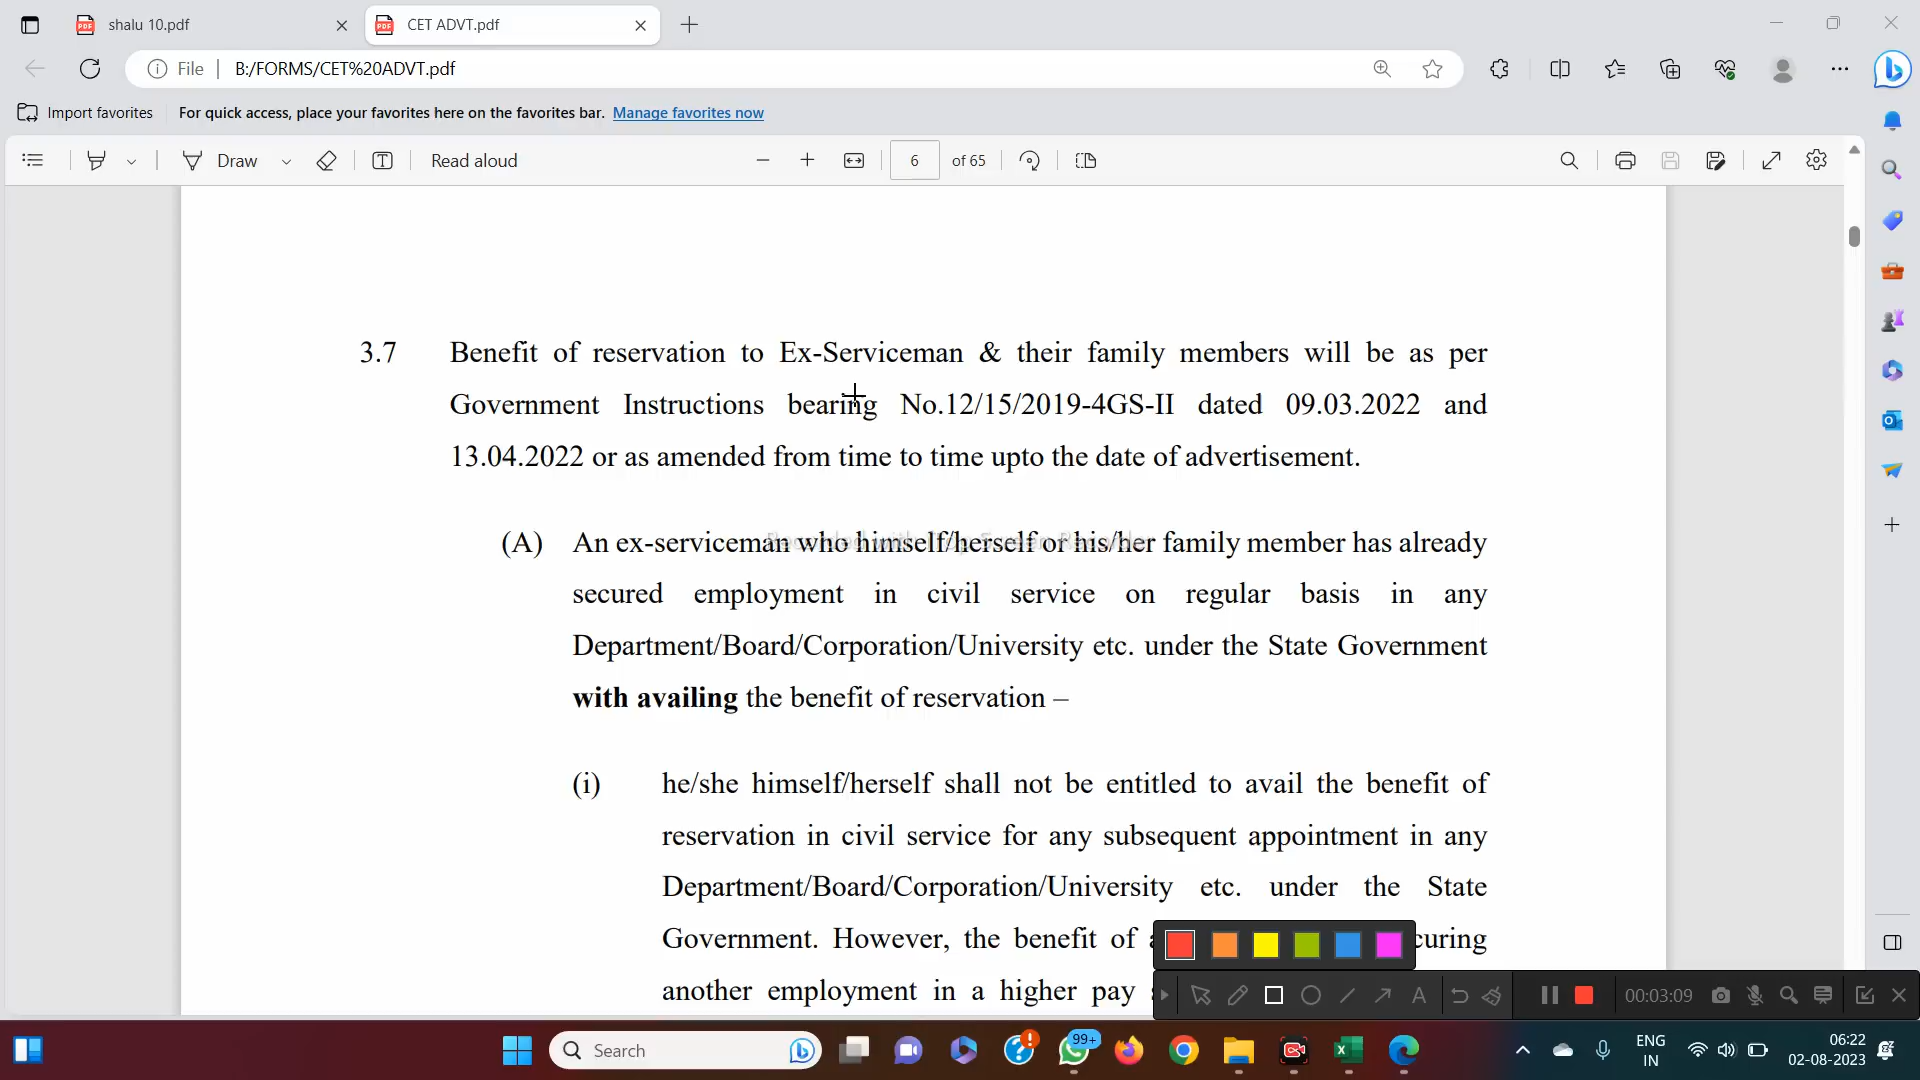 shalu 10.pdf
CET ADVT.pdf
File B:/FORMS/CET%20ADVT.pdf
Import favorites For quick access, place your favorites here on the favorites bar. Manage favorites now
Draw Read aloud 6 of 65
3.7 Benefit of reservation to Ex-Serviceman & their family members will be as per
Government Instructions bearing No.12/15/2019-4GS-II dated 09.03.2022 and
13.04.2022 or as amended from time to time upto the date of advertisement.
(A) An ex-serviceman who himself/herself or his/her family member has already
secured employment in civil service on regular basis in any
Department/Board/Corporation/University etc. under the State Government
with availing the benefit of reservation –
(i) he/she himself/herself shall not be entitled to avail the benefit of
reservation in civil service for any subsequent appointment in any
Department/Board/Corporation/University etc. under the State
Government. However, the benefit of
another employment in a higher pay
00:03:09
Search
99+
ENG
IN
06:22
02-08-2023